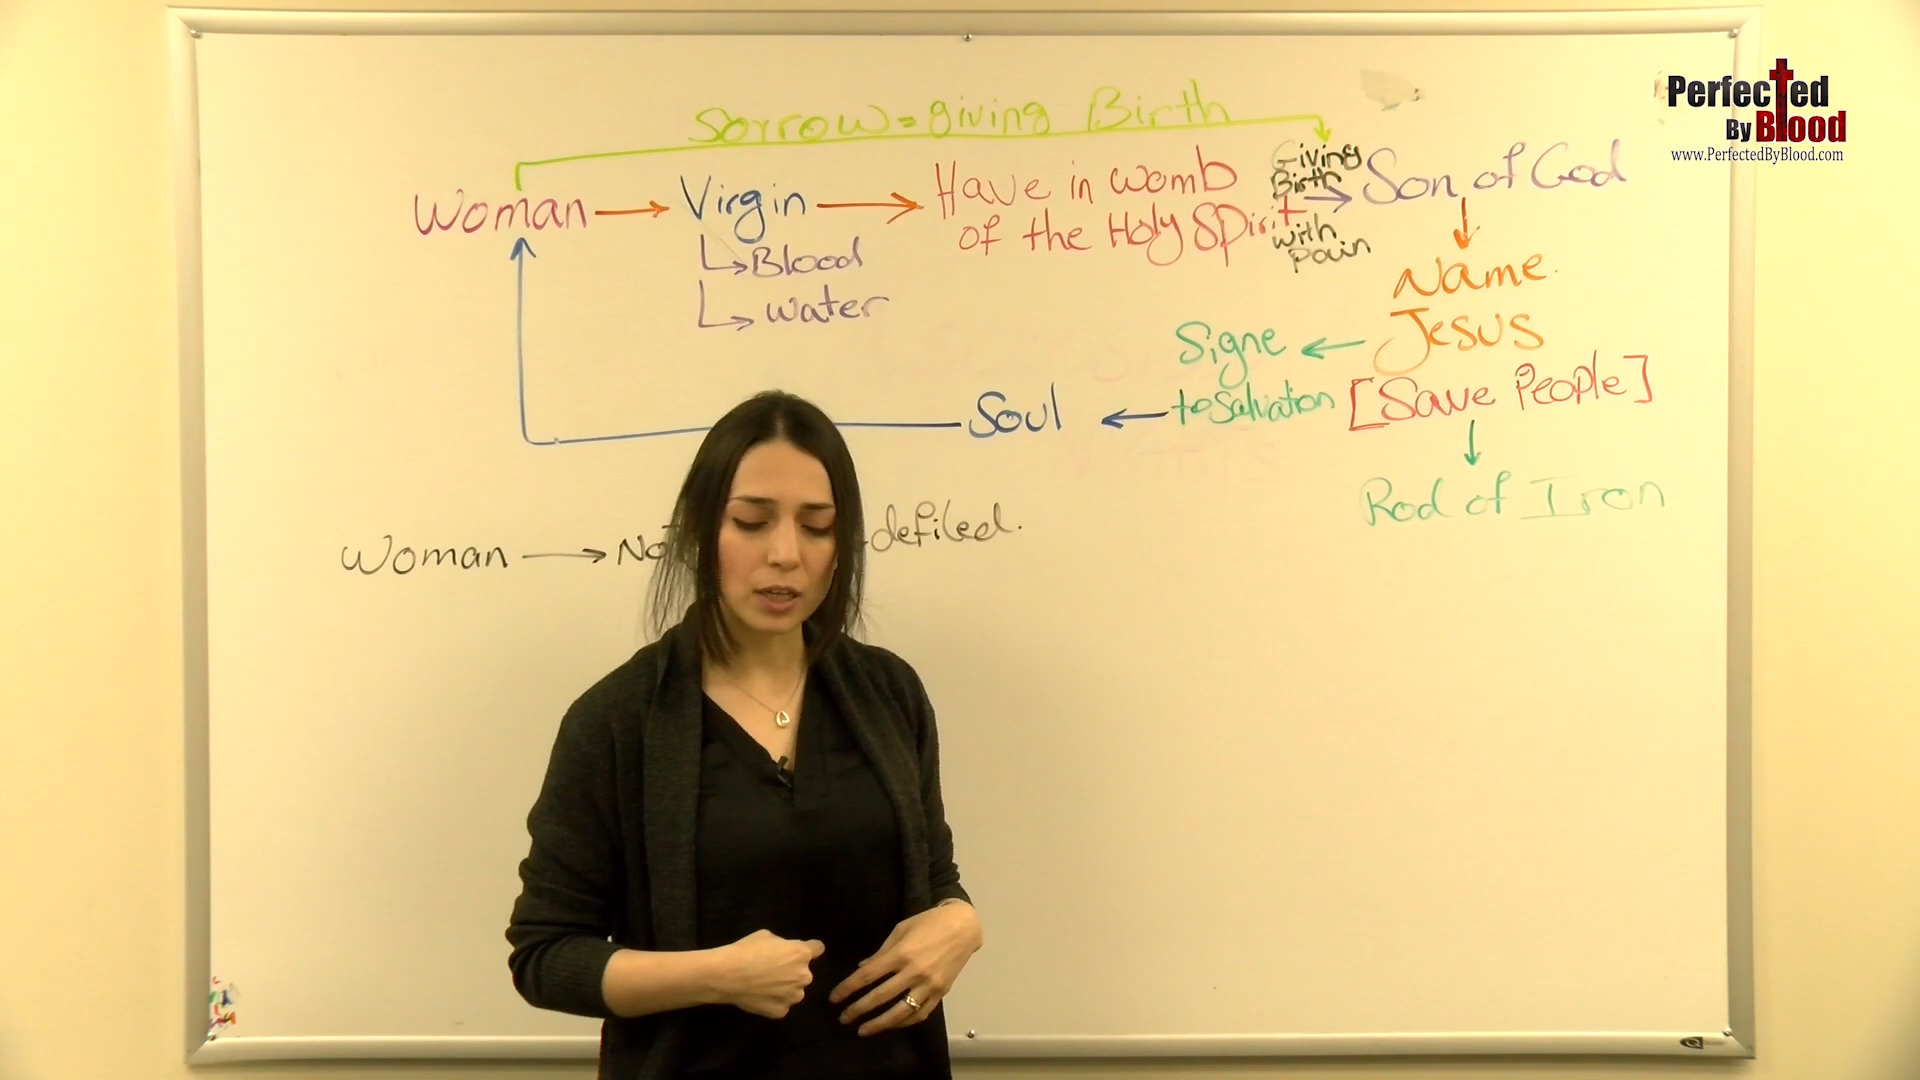 Perfected
By Blood
www.PerfectedByBlood.com
Sorrow = giving Birth
Woman → Virgin → Have in womb
of the Holy Spirit
Giving
Birth
with
Pain
→ Son of God
↳ Blood
↳ water
Name
Jesus
[Save People]
Signe ←
to Salvation
Soul ←
Rod of Iron
Woman → Not
defiled.